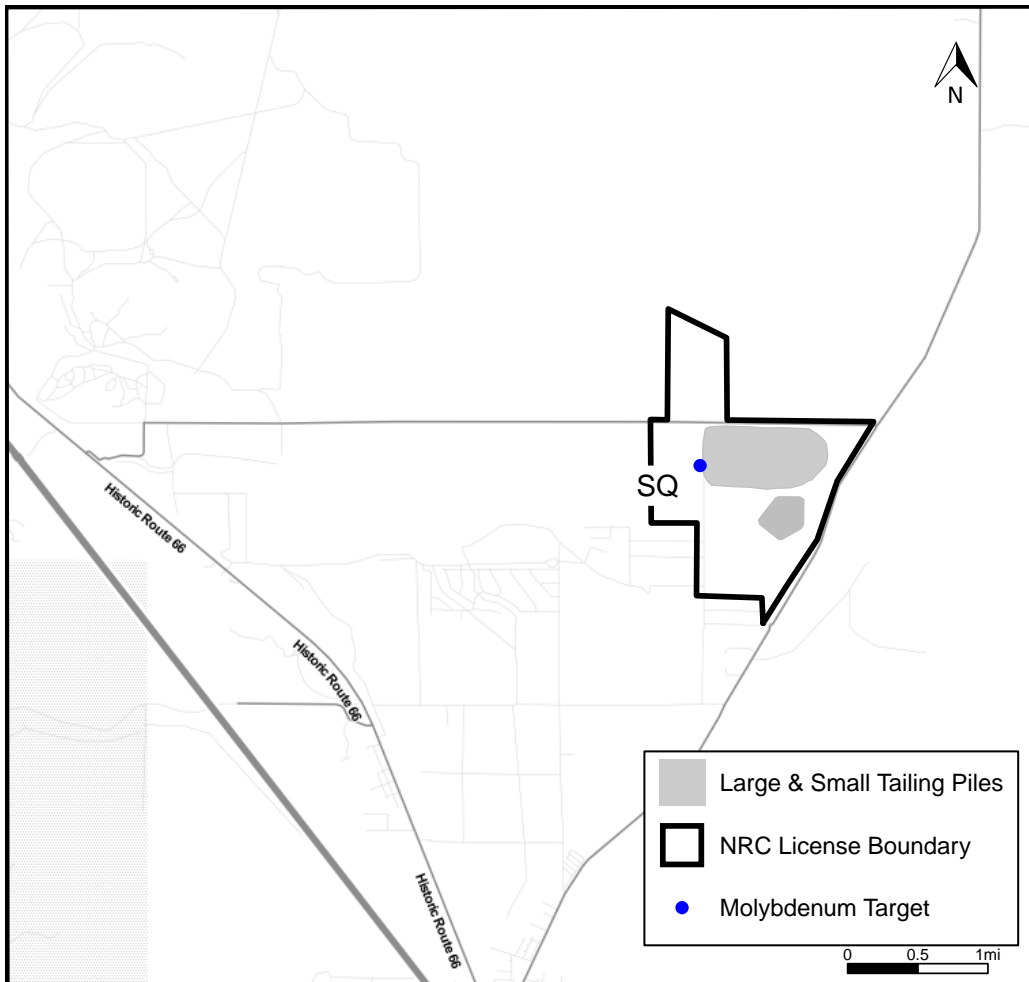 N
SQ
Historic Route 66
Historic Route 66
Historic Route 66
Large & Small Tailing Piles
NRC License Boundary
Molybdenum Target
0 0.5 1mi